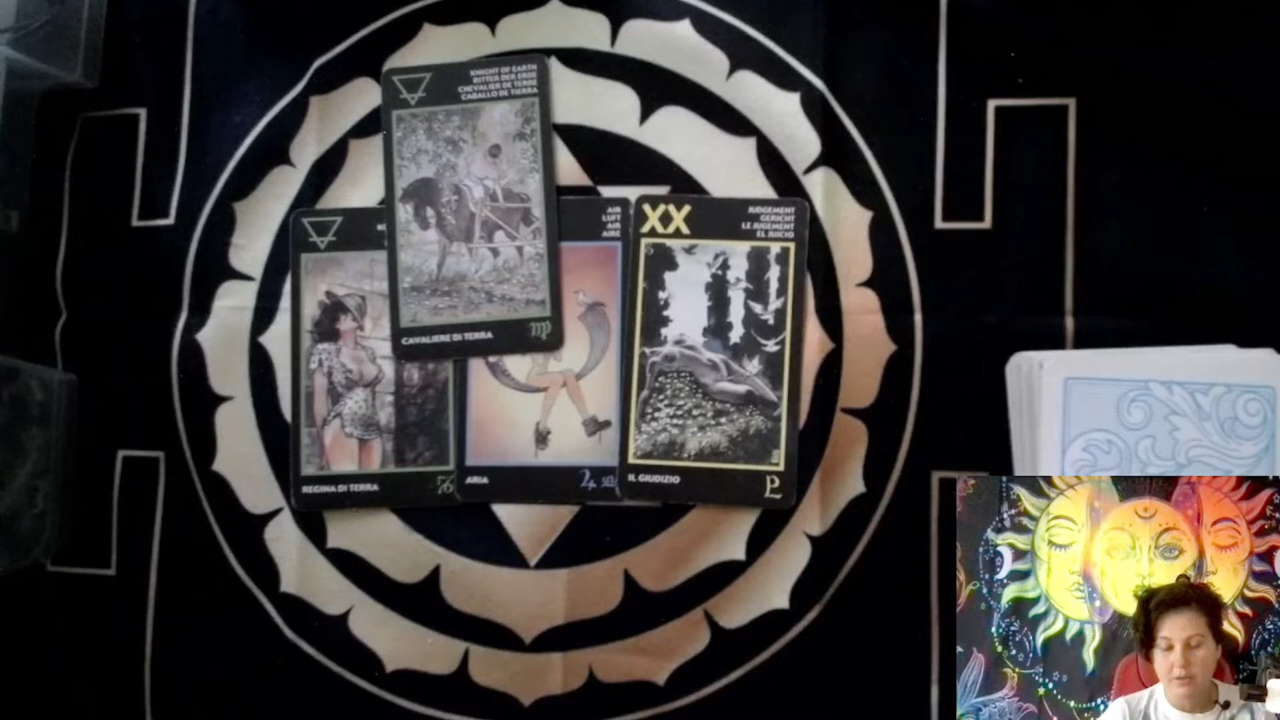 KNIGHT OF EARTH
RITTER DER ERDE
CHEVALIER DE TERRE
CABALLO DE TIERRA
CAVALIERE DI TERRA
REGINA DI TERRA
AIR
LUFT
AIR
AIRE
ARIA
XX
JUDGEMENT
GERICHT
LE JUGEMENT
EL JUICIO
IL GIUDIZIO